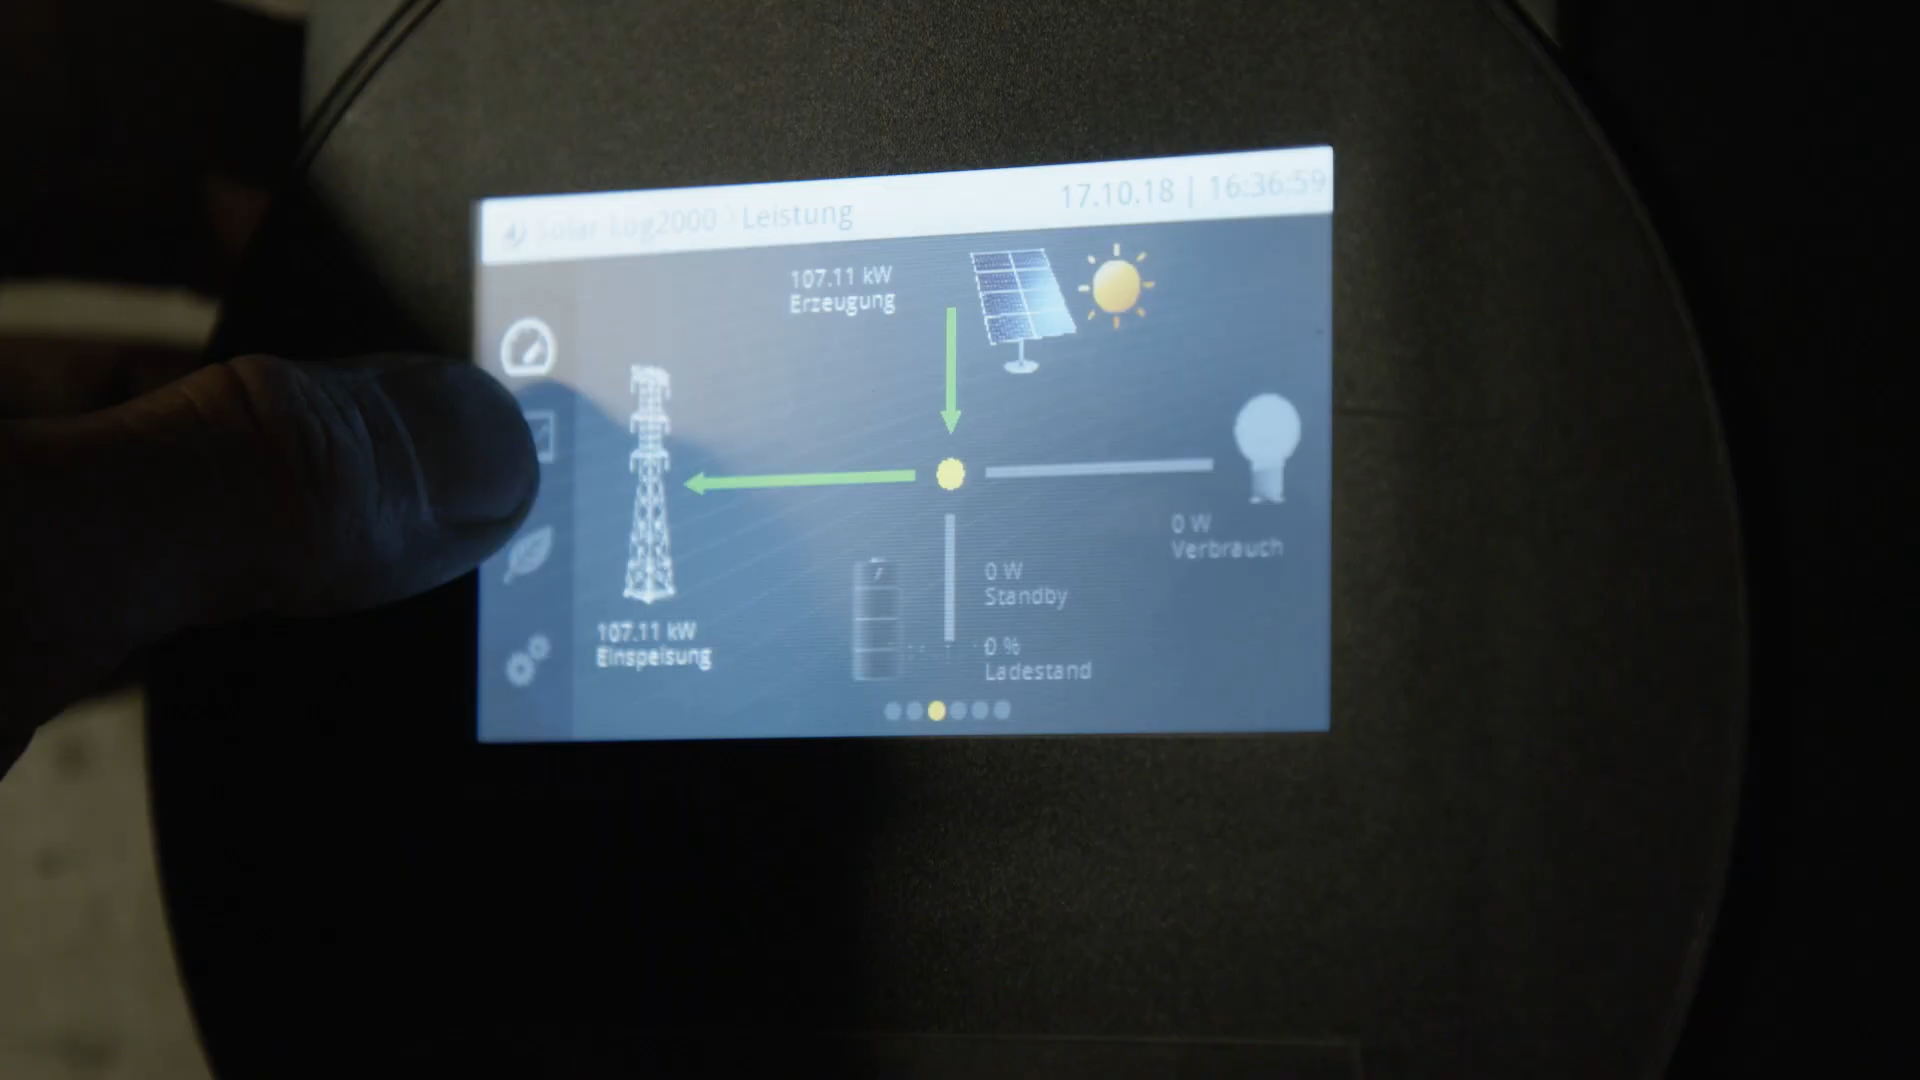 Solar Log2000 Leistung
17.10.18 | 16:36:59
107.11 kW
Erzeugung
0 W
Verbrauch
0 W
Standby
107.11 kW
Einspeisung
0 %
Ladestand